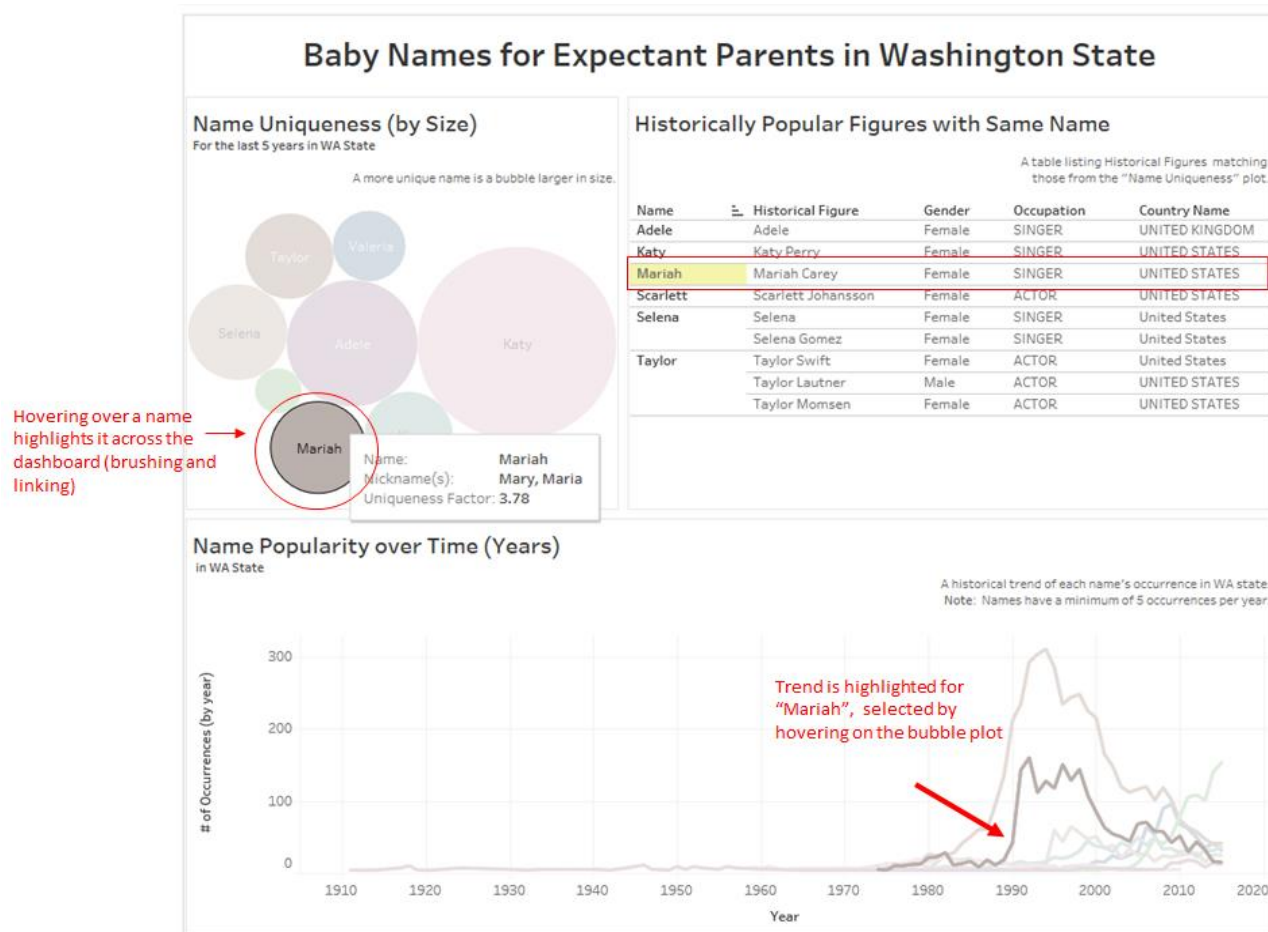 Baby Names for Expectant Parents in Washington State
Name Uniqueness (by Size)
For the last 5 years in WA State
A more unique name is a bubble larger in size.
Taylor
Valeria
Selena
Adele
Katy
Mariah
Name: Mariah
Nickname(s): Mary, Maria
Uniqueness Factor: 3.78
Hovering over a name
highlights it across the
dashboard (brushing and
linking)
Historically Popular Figures with Same Name
A table listing Historical Figures matching
those from the "Name Uniqueness" plot.
Name Historical Figure Gender Occupation Country Name
Adele Adele Female SINGER UNITED KINGDOM
Katy Katy Perry Female SINGER UNITED STATES
Mariah Mariah Carey Female SINGER UNITED STATES
Scarlett Scarlett Johansson Female ACTOR UNITED STATES
Selena Selena Female SINGER United States
Selena Gomez Female SINGER United States
Taylor Taylor Swift Female ACTOR United States
Taylor Lautner Male ACTOR UNITED STATES
Taylor Momsen Female ACTOR UNITED STATES
Name Popularity over Time (Years)
in WA State
A historical trend of each name's occurrence in WA state
Note: Names have a minimum of 5 occurrences per year
# of Occurrences (by year)
300
200
100
0
Trend is highlighted for
"Mariah", selected by
hovering on the bubble plot
1910 1920 1930 1940 1950 1960 1970 1980 1990 2000 2010 2020
Year